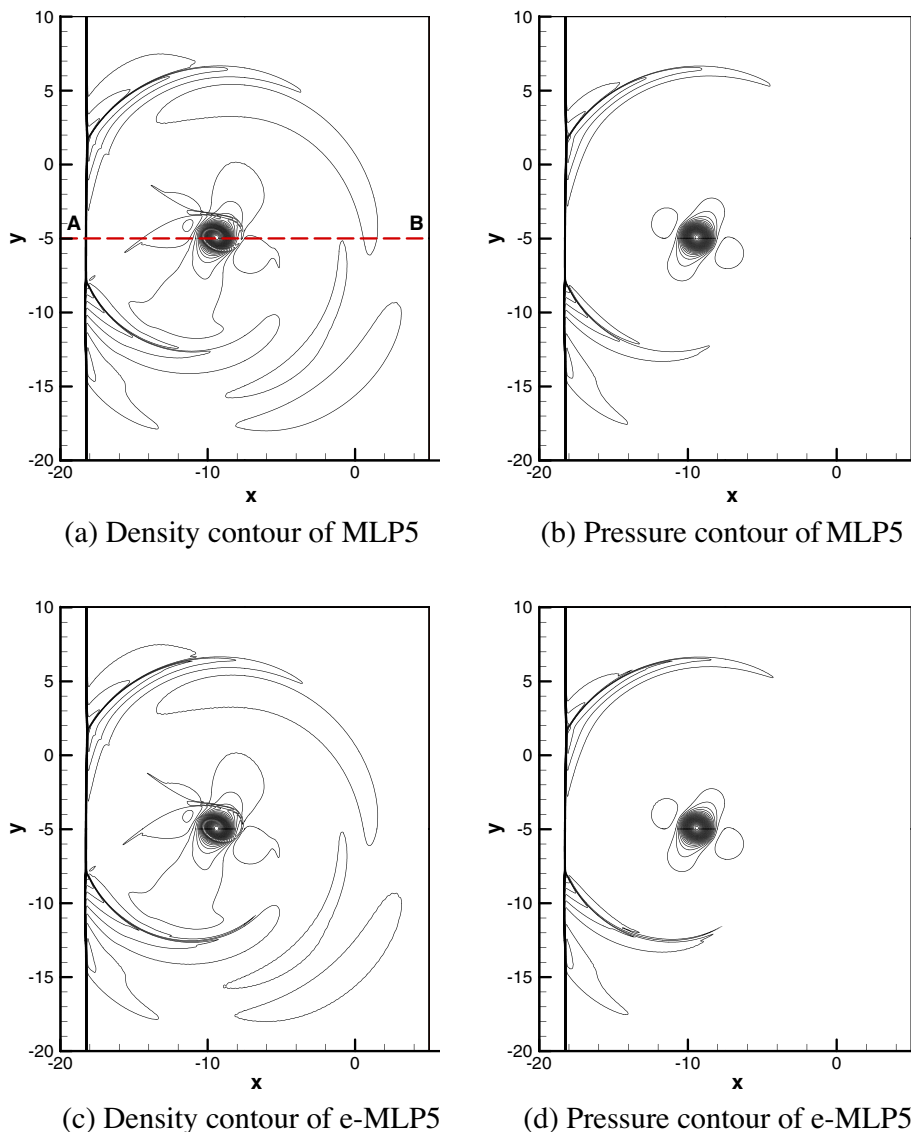 10
5
0
-5
-10
-15
-20
y
A
B
-20
-10
0
x
(a) Density contour of MLP5
10
5
0
-5
-10
-15
-20
y
-20
-10
0
x
(b) Pressure contour of MLP5
10
5
0
-5
-10
-15
-20
y
-20
-10
0
x
(c) Density contour of e-MLP5
10
5
0
-5
-10
-15
-20
y
-20
-10
0
x
(d) Pressure contour of e-MLP5